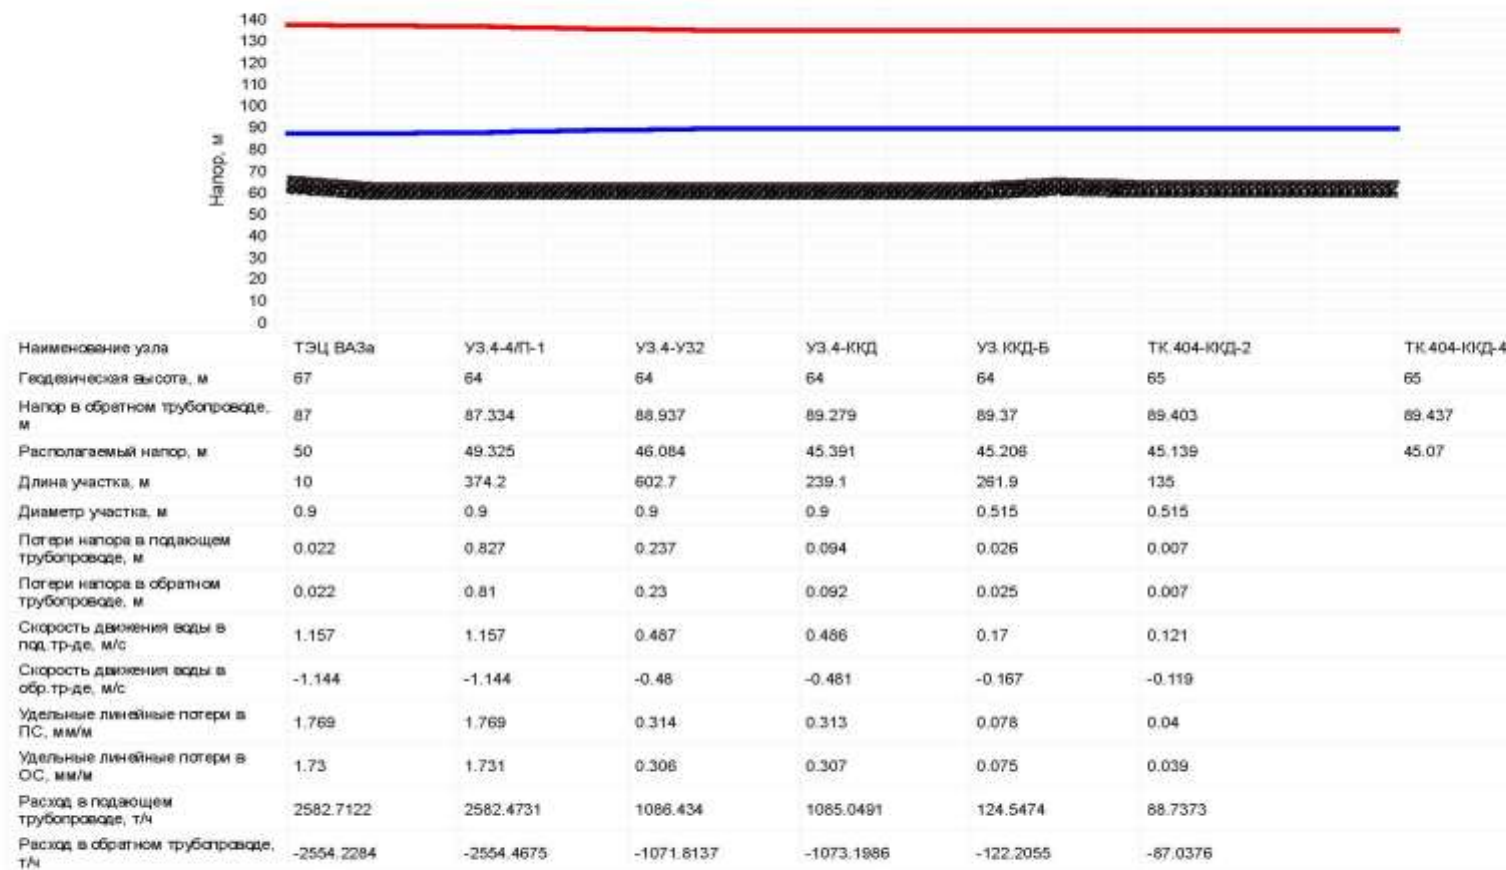 140
130
120
110
100
90
80
70
60
50
40
30
20
10
0
Напор, м
Наименование узла ТЭЦ ВАЗа УЗ.4-4/П-1 УЗ.4-УЗ2 УЗ.4-ККД УЗ.ККД-Б ТК.404-ККД-2 ТК.404-ККД-4
Геодезическая высота, м 67 64 64 64 64 65 65
Напор в обратном трубопроводе,
м 87 87.334 88.937 89.279 89.37 89.403 89.437
Располагаемый напор, м 50 49.325 46.084 45.391 45.206 45.139 45.07
Длина участка, м 10 374.2 602.7 239.1 261.9 135
Диаметр участка, м 0.9 0.9 0.9 0.9 0.515 0.515
Потери напора в подающем
трубопроводе, м 0.022 0.827 0.237 0.094 0.026 0.007
Потери напора в обратном
трубопроводе, м 0.022 0.81 0.23 0.092 0.025 0.007
Скорость движения воды в
под.тр-де, м/с 1.157 1.157 0.487 0.486 0.17 0.121
Скорость движения воды в
обр.тр-де, м/с -1.144 -1.144 -0.48 -0.481 -0.167 -0.119
Удельные линейные потери в
ПС, мм/м 1.769 1.769 0.314 0.313 0.078 0.04
Удельные линейные потери в
ОС, мм/м 1.73 1.731 0.306 0.307 0.075 0.039
Расход в подающем
трубопроводе, т/ч 2582.7122 2582.4731 1086.434 1085.0491 124.5474 88.7373
Расход в обратном трубопроводе,
т/ч -2554.2284 -2554.4675 -1071.8137 -1073.1986 -122.2055 -87.0376